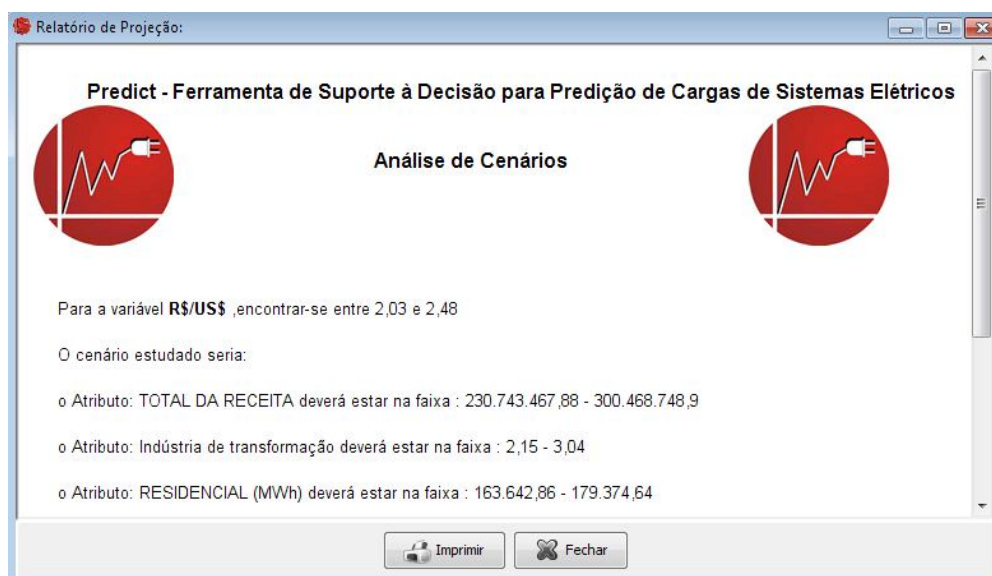 Relatório de Projeção:
Predict - Ferramenta de Suporte à Decisão para Predição de Cargas de Sistemas Elétricos
Análise de Cenários
Para a variável R$/US$ ,encontrar-se entre 2,03 e 2,48
O cenário estudado seria:
o Atributo: TOTAL DA RECEITA deverá estar na faixa : 230.743.467,88 - 300.468.748,9
o Atributo: Indústria de transformação deverá estar na faixa : 2,15 - 3,04
o Atributo: RESIDENCIAL (MWh) deverá estar na faixa : 163.642,86 - 179.374,64
Imprimir
Fechar